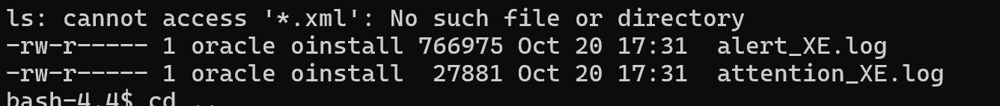 ls: cannot access '*.xml': No such file or directory
-rw-r----- 1 oracle oinstall 766975 Oct 20 17:31  alert_XE.log
-rw-r----- 1 oracle oinstall  27881 Oct 20 17:31  attention_XE.log
bash-4.4$ cd ..